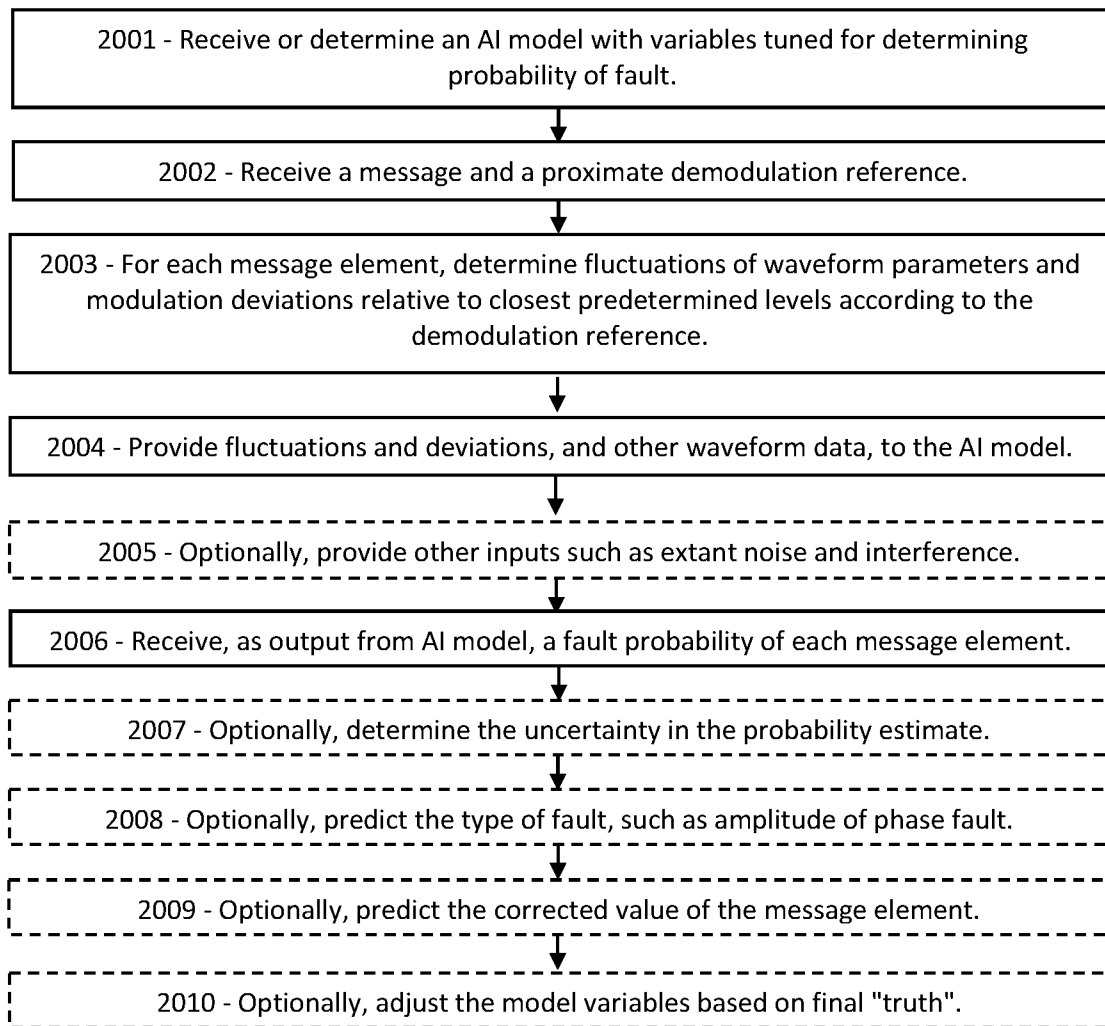 2001 - Receive or determine an AI model with variables tuned for determining
probability of fault.
2002 - Receive a message and a proximate demodulation reference.
2003 - For each message element, determine fluctuations of waveform parameters and
modulation deviations relative to closest predetermined levels according to the
demodulation reference.
2004 - Provide fluctuations and deviations, and other waveform data, to the AI model.
2005 - Optionally, provide other inputs such as extant noise and interference.
2006 - Receive, as output from AI model, a fault probability of each message element.
2007 - Optionally, determine the uncertainty in the probability estimate.
2008 - Optionally, predict the type of fault, such as amplitude of phase fault.
2009 - Optionally, predict the corrected value of the message element.
2010 - Optionally, adjust the model variables based on final "truth".